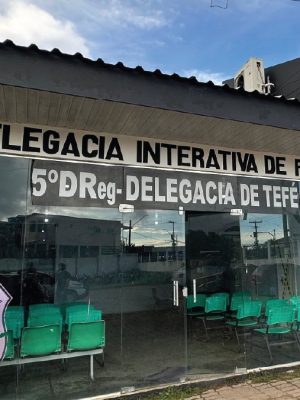 LEGACIA INTERATIVA DE P
5ºDReg-DELEGACIA DE TEFÉ